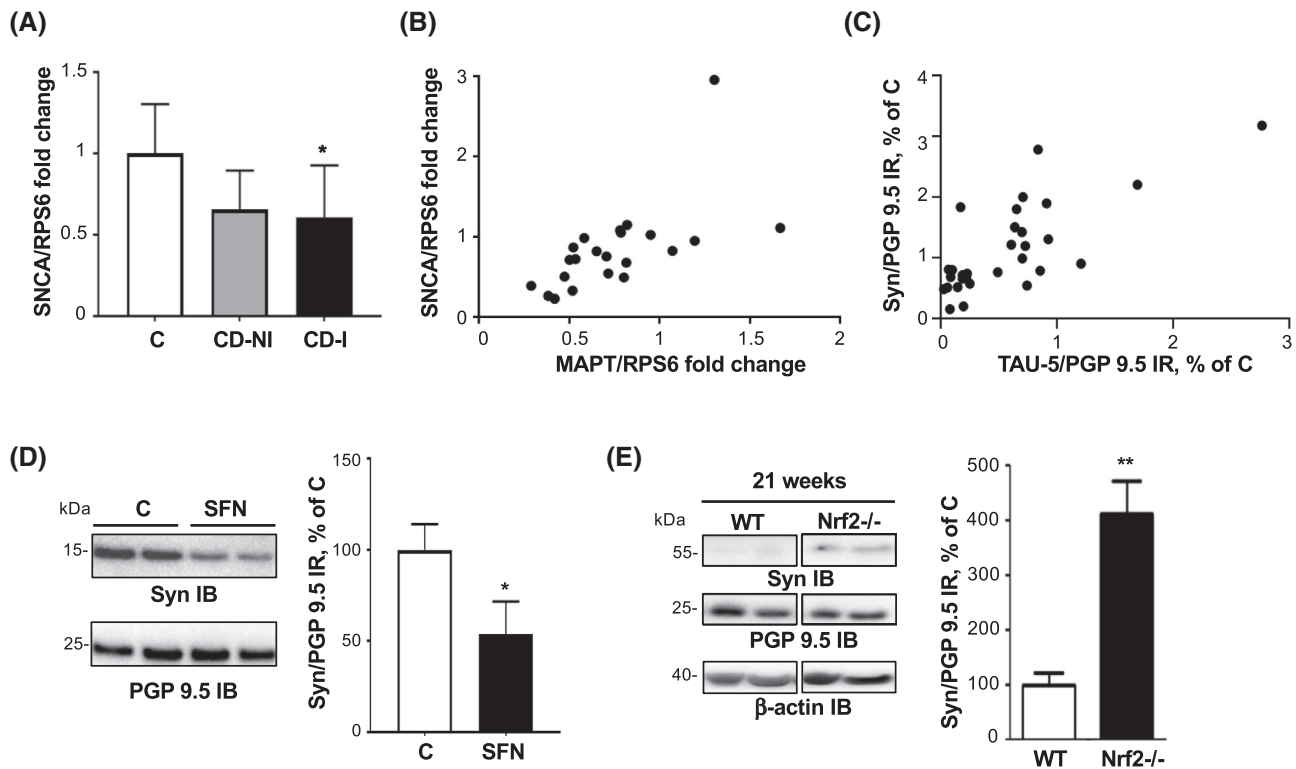 (A)
SNCA/RPS6 fold change
1.5
1
0.5
0
*
C CD-NI CD-I
(B)
SNCA/RPS6 fold change
3
2
1
0
0 0.5 1 1.5 2
MAPT/RPS6 fold change
(C)
Syn/PGP 9.5 IR, % of C
4
3
2
1
0
0 1 2 3
TAU-5/PGP 9.5 IR, % of C
(D)
kDa C SFN
15-
Syn IB
25-
PGP 9.5 IB
Syn/PGP 9.5 IR, % of C
150
100
50
0
*
C SFN
(E)
21 weeks
kDa WT Nrf2-/-
55-
Syn IB
25-
PGP 9.5 IB
40-
β-actin IB
Syn/PGP 9.5 IR, % of C
500
400
300
200
100
0
**
WT Nrf2-/-